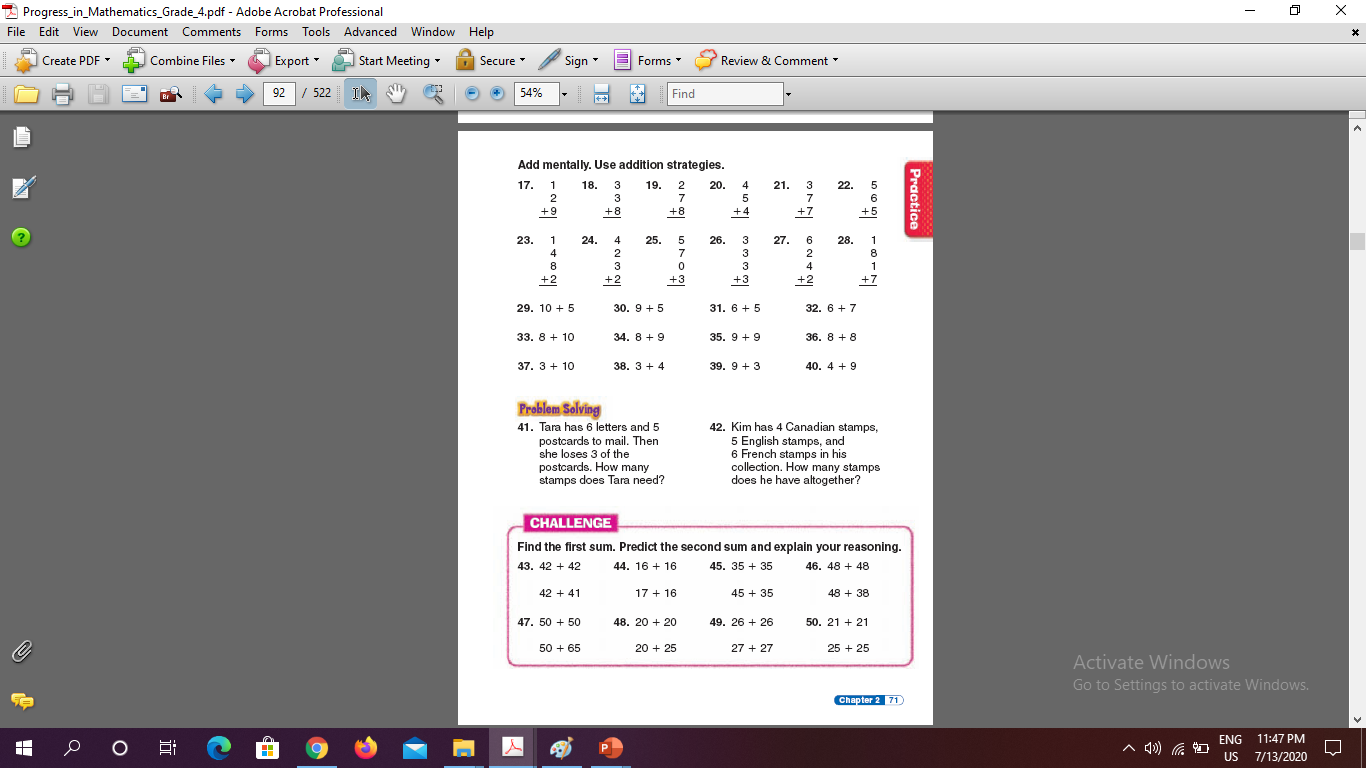 Progress_in_Mathematics_Grade_4.pdf - Adobe Acrobat Professional
File Edit View Document Comments Forms Tools Advanced Window Help
Create PDF Combine Files Export Start Meeting Secure Sign Forms Review & Comment
92 / 522 54% Find
Add mentally. Use addition strategies.
Practice
17. 1 18. 3 19. 2 20. 4 21. 3 22. 5
2 3 7 5 7 6
+9 +8 +8 +4 +7 +5
23. 1 24. 4 25. 5 26. 3 27. 6 28. 1
4 2 7 3 2 8
8 3 0 3 4 1
+2 +2 +3 +3 +2 +7
29. 10 + 5 30. 9 + 5 31. 6 + 5 32. 6 + 7
33. 8 + 10 34. 8 + 9 35. 9 + 9 36. 8 + 8
37. 3 + 10 38. 3 + 4 39. 9 + 3 40. 4 + 9
Problem Solving
41. Tara has 6 letters and 5
postcards to mail. Then
she loses 3 of the
postcards. How many
stamps does Tara need?
42. Kim has 4 Canadian stamps,
5 English stamps, and
6 French stamps in his
collection. How many stamps
does he have altogether?
CHALLENGE
Find the first sum. Predict the second sum and explain your reasoning.
43. 42 + 42 44. 16 + 16 45. 35 + 35 46. 48 + 48
42 + 41 17 + 16 45 + 35 48 + 38
47. 50 + 50 48. 20 + 20 49. 26 + 26 50. 21 + 21
50 + 65 20 + 25 27 + 27 25 + 25
Chapter 2 71
Activate Windows
Go to Settings to activate Windows.
ENG 11:47 PM
US 7/13/2020